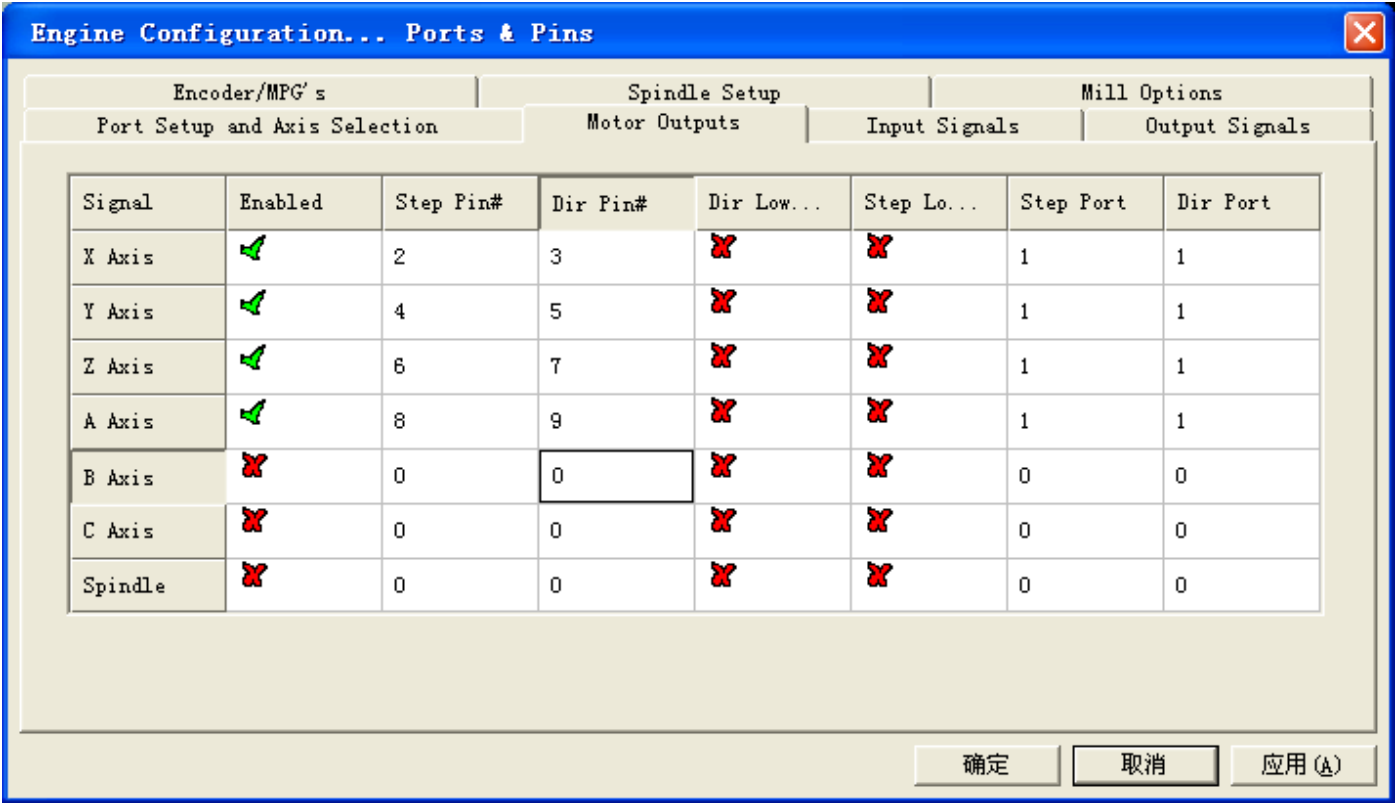 Engine Configuration... Ports & Pins
Encoder/MPG's Spindle Setup Mill Options
Port Setup and Axis Selection Motor Outputs Input Signals Output Signals
Signal Enabled Step Pin# Dir Pin# Dir Low... Step Lo... Step Port Dir Port
X Axis 2 3 1 1
Y Axis 4 5 1 1
Z Axis 6 7 1 1
A Axis 8 9 1 1
B Axis 0 0 0 0
C Axis 0 0 0 0
Spindle 0 0 0 0
确定 取消 应用(A)